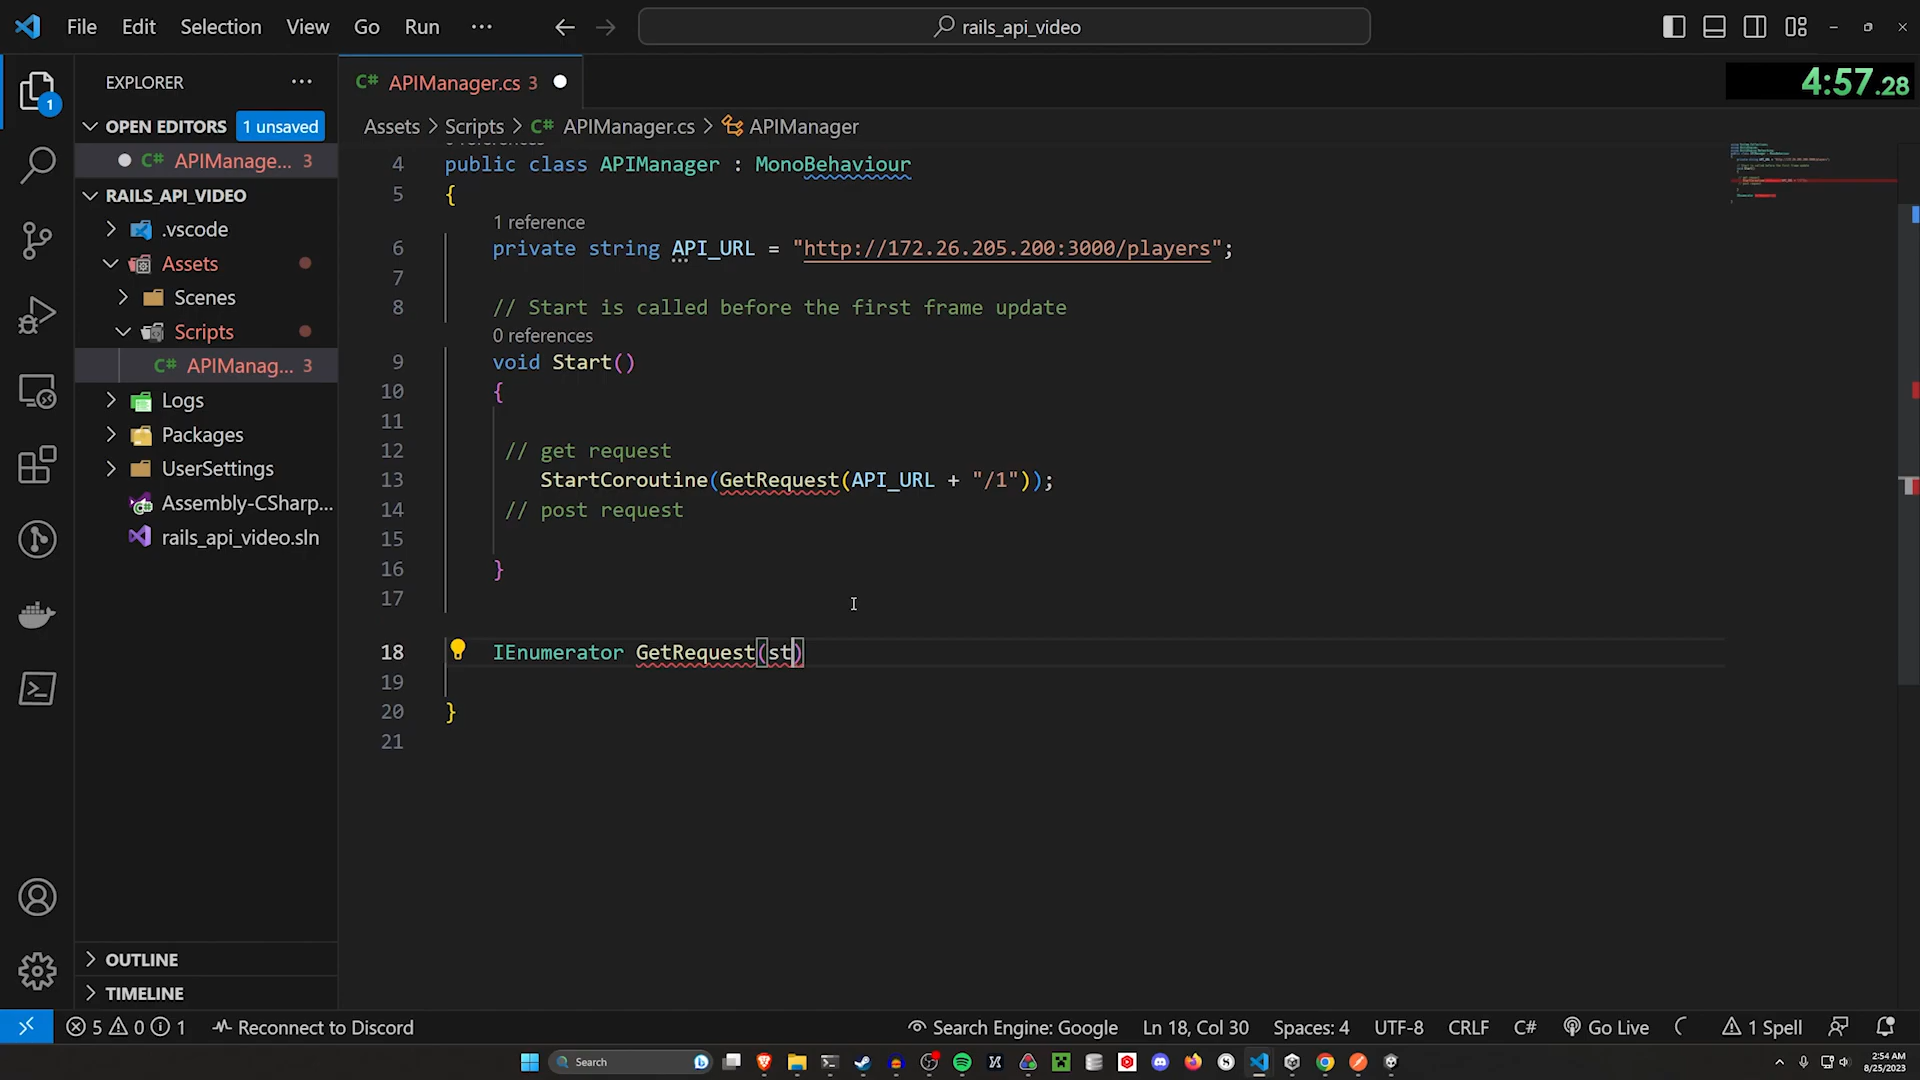 File Edit Selection View Go Run ···
rails_api_video
EXPLORER ···
C# APIManager.cs 3
4:57.28
OPEN EDITORS 1 unsaved
Assets > Scripts > C# APIManager.cs > APIManager
C# APIManage... 3
RAILS_API_VIDEO
.vscode
Assets
Scenes
Scripts
C# APIManag... 3
Logs
Packages
UserSettings
Assembly-CSharp...
rails_api_video.sln
OUTLINE
TIMELINE
4 public class APIManager : MonoBehaviour
5 {
1 reference
6 private string API_URL = "http://172.26.205.200:3000/players";
7
8 // Start is called before the first frame update
0 references
9 void Start()
10 {
11
12 // get request
13 StartCoroutine(GetRequest(API_URL + "/1"));
14 // post request
15
16 }
17
18 IEnumerator GetRequest(st)
19
20 }
21
1
5 0 1 Reconnect to Discord Search Engine: Google Ln 18, Col 30 Spaces: 4 UTF-8 CRLF C# Go Live 1 Spell
Search
2:54 AM
8/25/2023